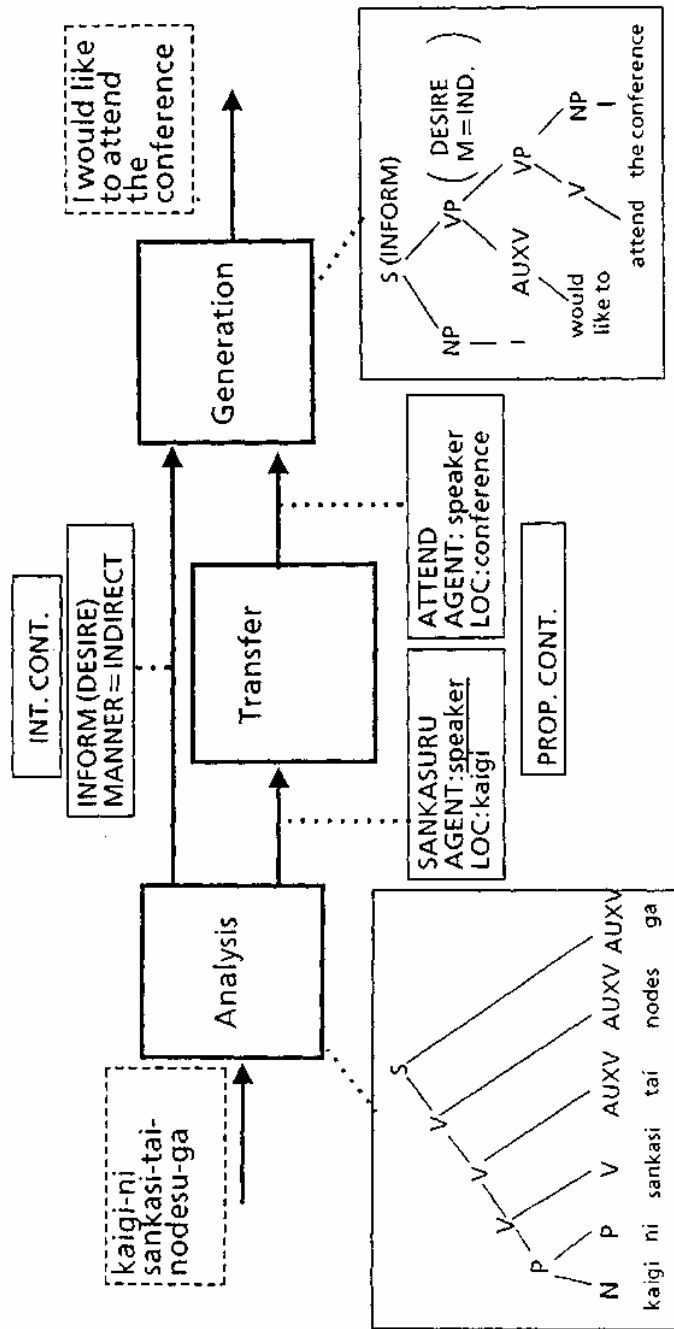 kaigi-ni
sankasi-tai-
nodesu-ga
Analysis
INT. CONT.
INFORM (DESIRE)
MANNER=INDIRECT
Transfer
Generation
I would like
to attend
the
conference
SANKASURU
AGENT:speaker
LOC:kaigi
ATTEND
AGENT: speaker
LOC:conference
PROP. CONT.
S
V
V
V
P
N P V AUXV AUXV AUXV
kaigi ni sankasi tai nodes ga
S (INFORM)
NP VP ( DESIRE
M=IND. )
I AUXV VP
would
like to
V NP
attend the conference